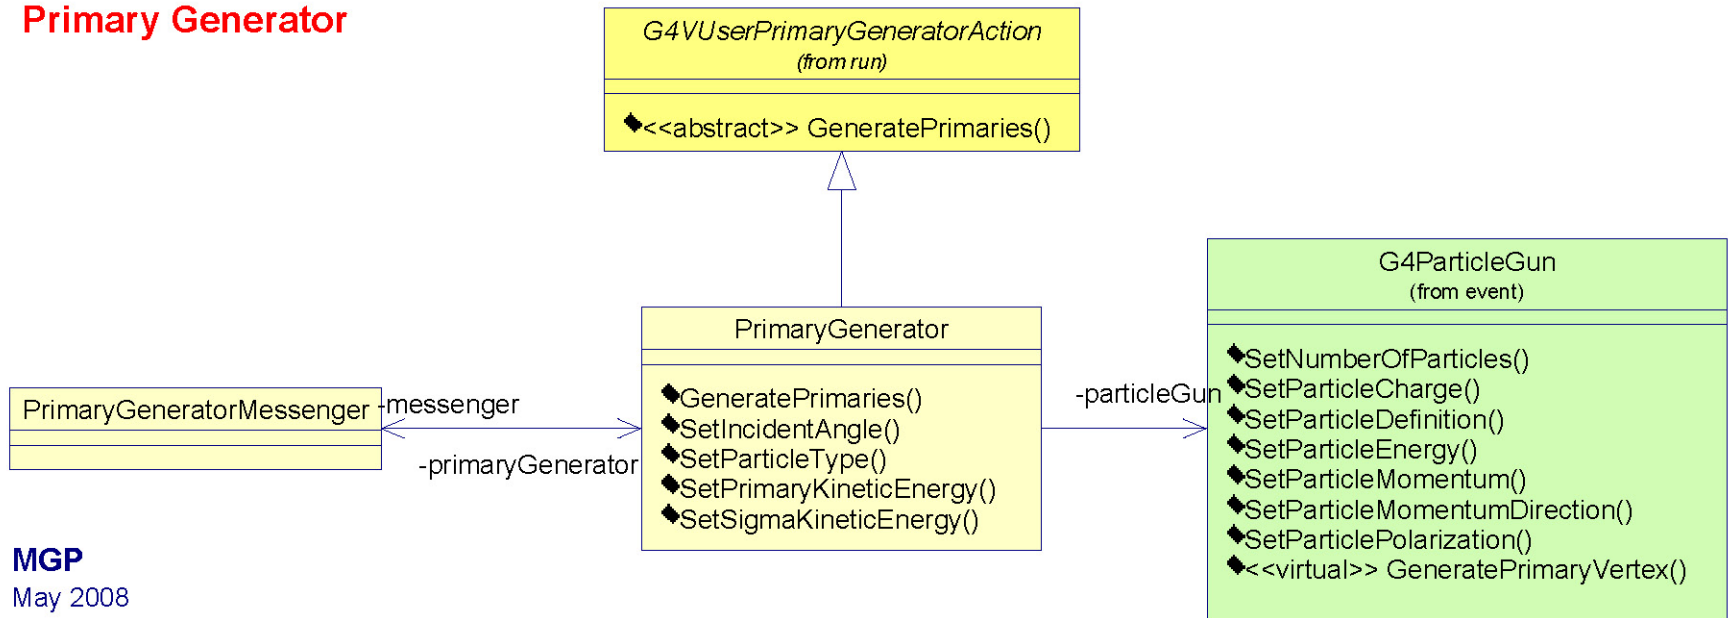 Primary Generator
G4VUserPrimaryGeneratorAction
(from run)
<<abstract>> GeneratePrimaries()
G4ParticleGun
(from event)
SetNumberOfParticles()
SetParticleCharge()
SetParticleDefinition()
SetParticleEnergy()
SetParticleMomentum()
SetParticleMomentumDirection()
SetParticlePolarization()
<<virtual>> GeneratePrimaryVertex()
PrimaryGenerator
GeneratePrimaries()
SetIncidentAngle()
SetParticleType()
SetPrimaryKineticEnergy()
SetSigmaKineticEnergy()
-particleGun
PrimaryGeneratorMessenger
-messenger
-primaryGenerator
MGP
May 2008